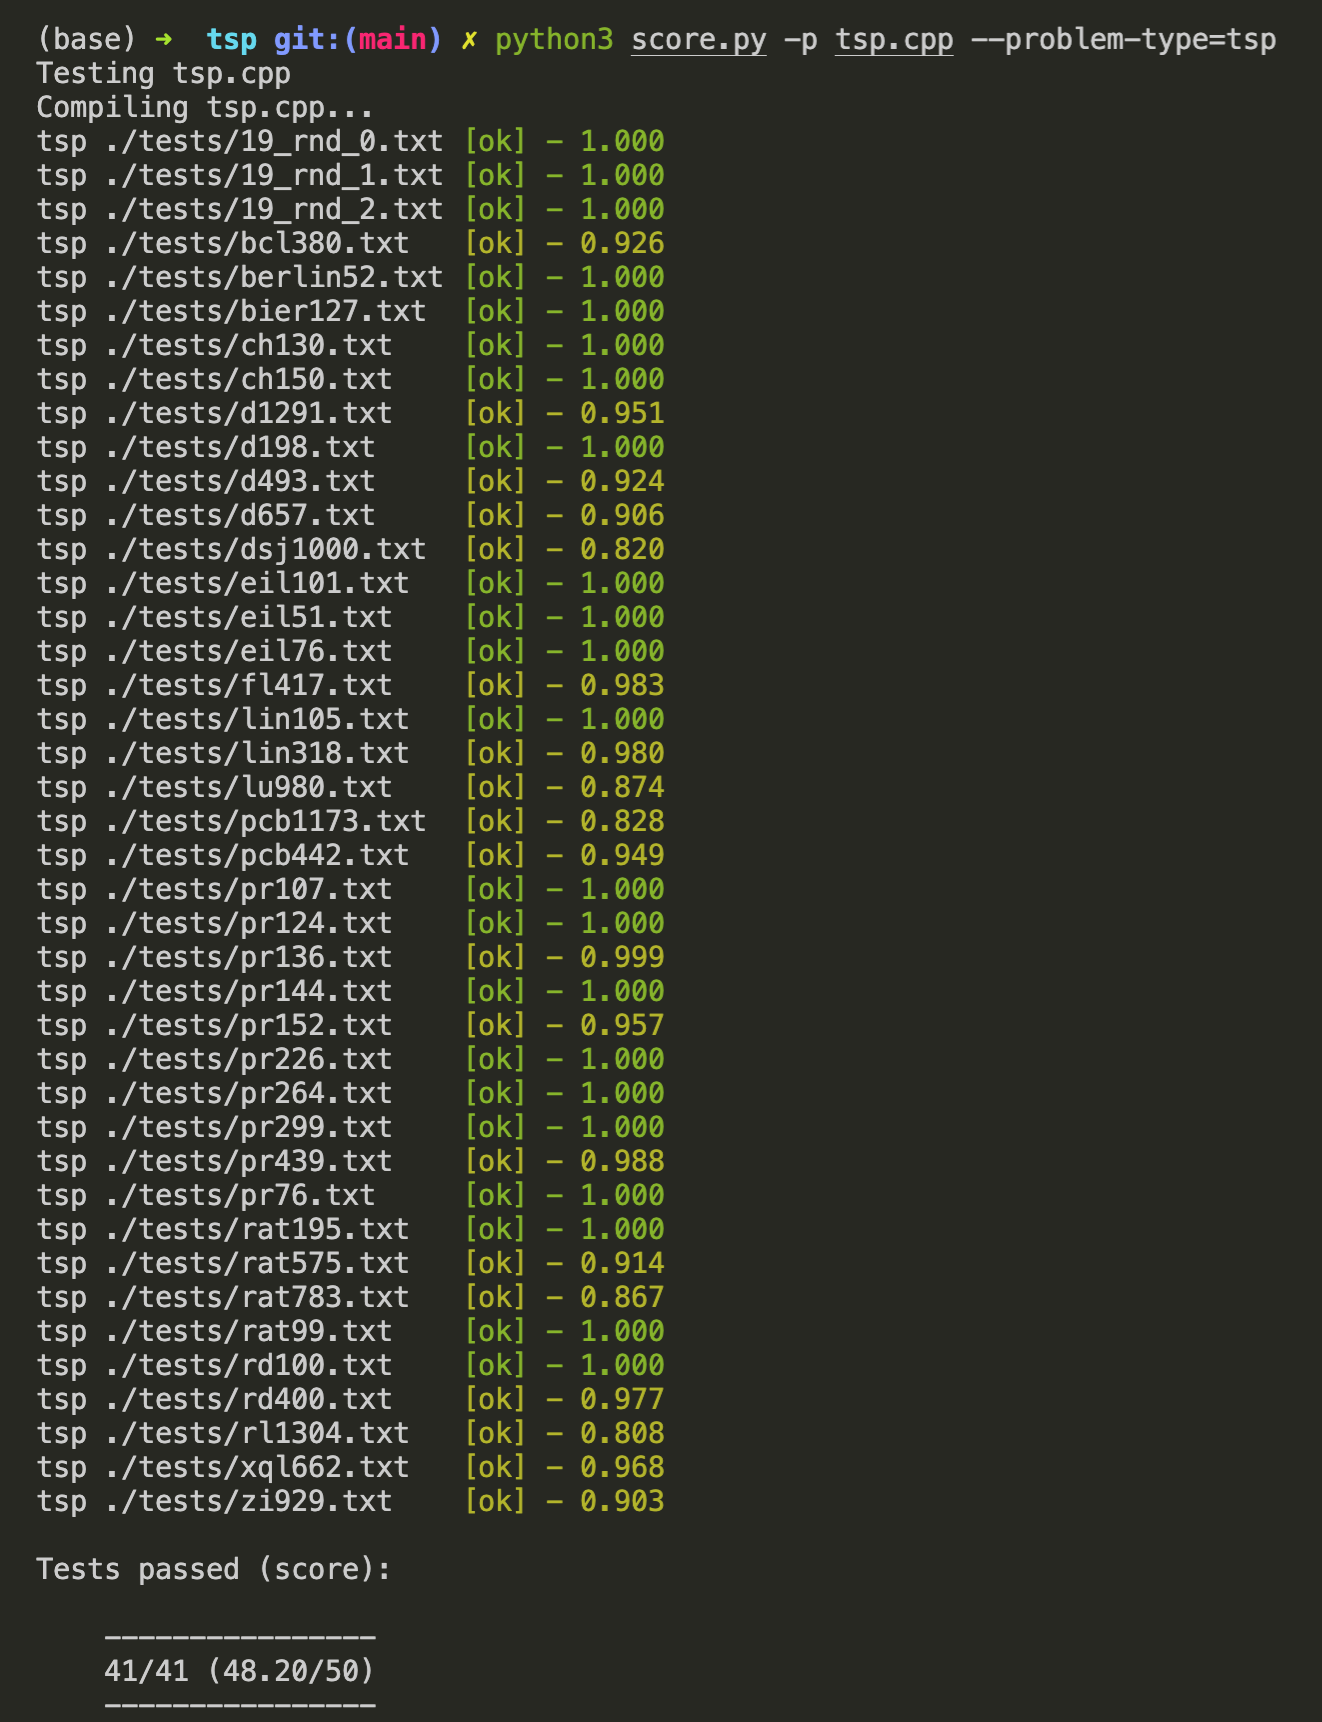 (base) ➜  tsp git:(main) ✗ python3 score.py -p tsp.cpp --problem-type=tsp
Testing tsp.cpp
Compiling tsp.cpp...
tsp ./tests/19_rnd_0.txt [ok] - 1.000
tsp ./tests/19_rnd_1.txt [ok] - 1.000
tsp ./tests/19_rnd_2.txt [ok] - 1.000
tsp ./tests/bcl380.txt   [ok] - 0.926
tsp ./tests/berlin52.txt [ok] - 1.000
tsp ./tests/bier127.txt  [ok] - 1.000
tsp ./tests/ch130.txt    [ok] - 1.000
tsp ./tests/ch150.txt    [ok] - 1.000
tsp ./tests/d1291.txt    [ok] - 0.951
tsp ./tests/d198.txt     [ok] - 1.000
tsp ./tests/d493.txt     [ok] - 0.924
tsp ./tests/d657.txt     [ok] - 0.906
tsp ./tests/dsj1000.txt  [ok] - 0.820
tsp ./tests/eil101.txt   [ok] - 1.000
tsp ./tests/eil51.txt    [ok] - 1.000
tsp ./tests/eil76.txt    [ok] - 1.000
tsp ./tests/fl417.txt    [ok] - 0.983
tsp ./tests/lin105.txt   [ok] - 1.000
tsp ./tests/lin318.txt   [ok] - 0.980
tsp ./tests/lu980.txt    [ok] - 0.874
tsp ./tests/pcb1173.txt  [ok] - 0.828
tsp ./tests/pcb442.txt   [ok] - 0.949
tsp ./tests/pr107.txt    [ok] - 1.000
tsp ./tests/pr124.txt    [ok] - 1.000
tsp ./tests/pr136.txt    [ok] - 0.999
tsp ./tests/pr144.txt    [ok] - 1.000
tsp ./tests/pr152.txt    [ok] - 0.957
tsp ./tests/pr226.txt    [ok] - 1.000
tsp ./tests/pr264.txt    [ok] - 1.000
tsp ./tests/pr299.txt    [ok] - 1.000
tsp ./tests/pr439.txt    [ok] - 0.988
tsp ./tests/pr76.txt     [ok] - 1.000
tsp ./tests/rat195.txt   [ok] - 1.000
tsp ./tests/rat575.txt   [ok] - 0.914
tsp ./tests/rat783.txt   [ok] - 0.867
tsp ./tests/rat99.txt    [ok] - 1.000
tsp ./tests/rd100.txt    [ok] - 1.000
tsp ./tests/rd400.txt    [ok] - 0.977
tsp ./tests/rl1304.txt   [ok] - 0.808
tsp ./tests/xql662.txt   [ok] - 0.968
tsp ./tests/zi929.txt    [ok] - 0.903
Tests passed (score):
----------------
41/41 (48.20/50)
----------------